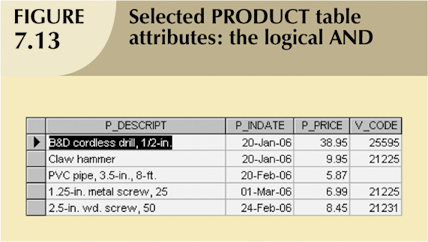 FIGURE 7.13
Selected PRODUCT table attributes: the logical AND
P_DESCRIPT P_INDATE P_PRICE V_CODE
B&D cordless drill, 1/2-in. 20-Jan-06 38.95 25595
Claw hammer 20-Jan-06 9.95 21225
PVC pipe, 3.5-in., 8-ft. 20-Feb-06 5.87
1.25-in. metal screw, 25 01-Mar-06 6.99 21225
2.5-in. wd. screw, 50 24-Feb-06 8.45 21231